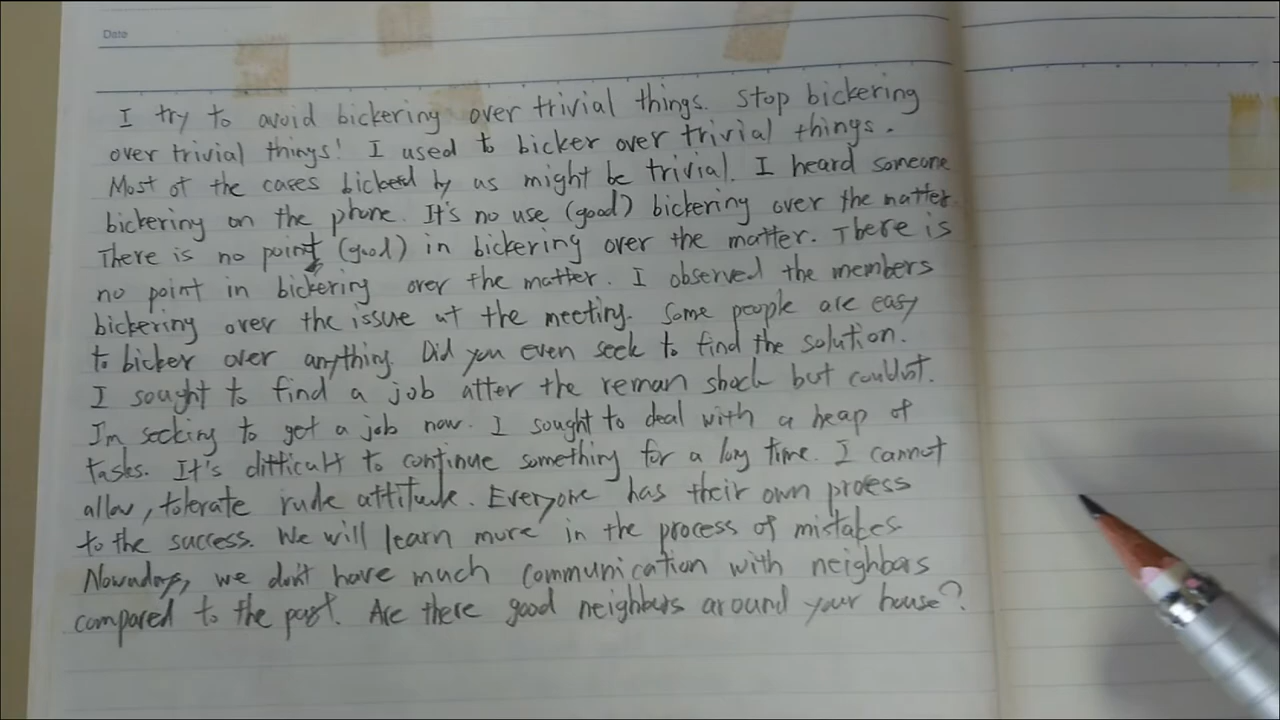 Date
I try to avoid bickering over trivial things. Stop bickering
over trivial things! I used to bicker over trivial things.
Most of the cases bickered by us might be trivial. I heard someone
bickering on the phone. It's no use (good) bickering over the matter.
There is no point (good) in bickering over the matter. There is
no point in bickering over the matter. I observed the members
bickering over the issue at the meeting. Some people are easy
to bicker over anything. Did you even seek to find the solution.
I sought to find a job after the reman shock but couldn't.
I'm seeking to get a job now. I sought to deal with a heap of
tasks. It's difficult to continue something for a long time. I cannot
allow, tolerate rude attitude. Everyone has their own process
to the success. We will learn more in the process of mistakes
Nowadays, we don't have much communication with neighbors
compared to the past. Are there good neighbors around your house?